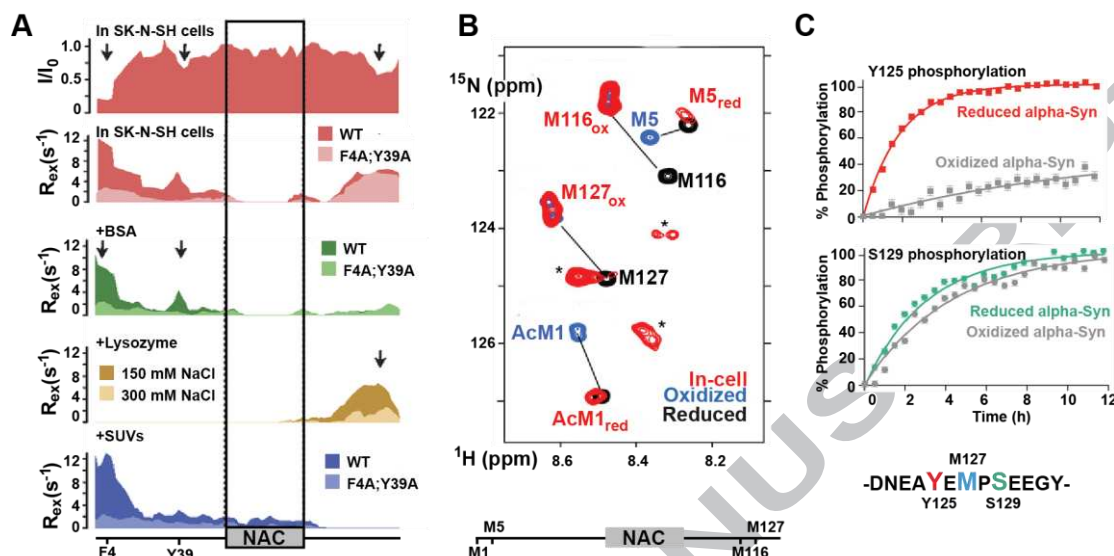 A
In SK-N-SH cells
I/I0
1.0
0.5
0
In SK-N-SH cells
Rex(s-1)
12
8
4
0
WT
F4A;Y39A
+BSA
Rex(s-1)
12
8
4
0
WT
F4A;Y39A
+Lysozyme
Rex(s-1)
12
8
4
0
150 mM NaCl
300 mM NaCl
+SUVs
Rex(s-1)
12
8
4
0
WT
F4A;Y39A
NAC
F4
Y39
B
15N (ppm)
122
124
126
M5red
M116ox
M5
M116
M127ox
*
* M127
AcM1
*
In-cell
Oxidized
Reduced
AcM1red
1H (ppm)
8.6
8.4
8.2
M5
M1
NAC
M127
M116
C
Y125 phosphorylation
% Phosphorylation
100
80
60
40
20
0
Reduced alpha-Syn
Oxidized alpha-Syn
S129 phosphorylation
% Phosphorylation
100
80
60
40
20
0
Reduced alpha-Syn
Oxidized alpha-Syn
0 2 4 6 8 10 12
Time (h)
M127
-DNEAYEMPSEEGY-
Y125 S129
NUS